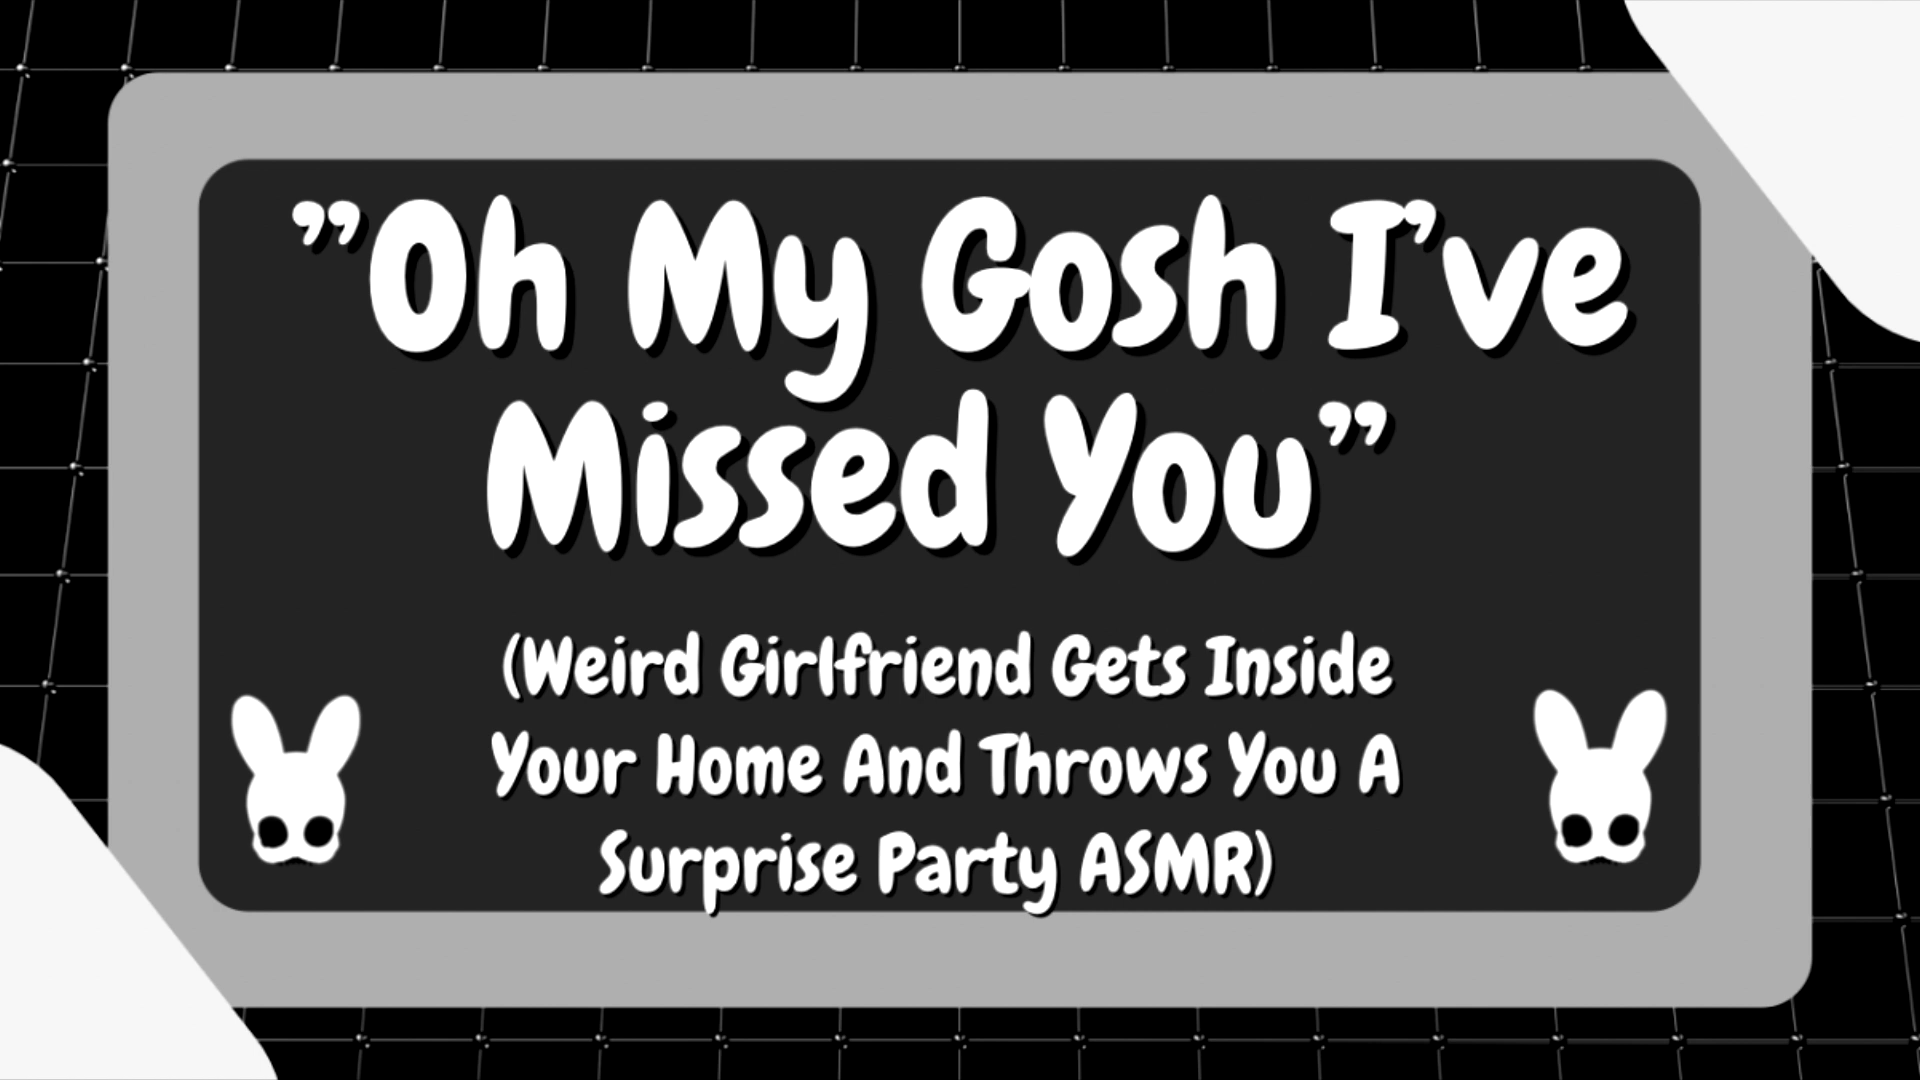 ”Oh My Gosh I’ve
Missed You”
(Weird Girlfriend Gets Inside
Your Home And Throws You A
Surprise Party ASMR)